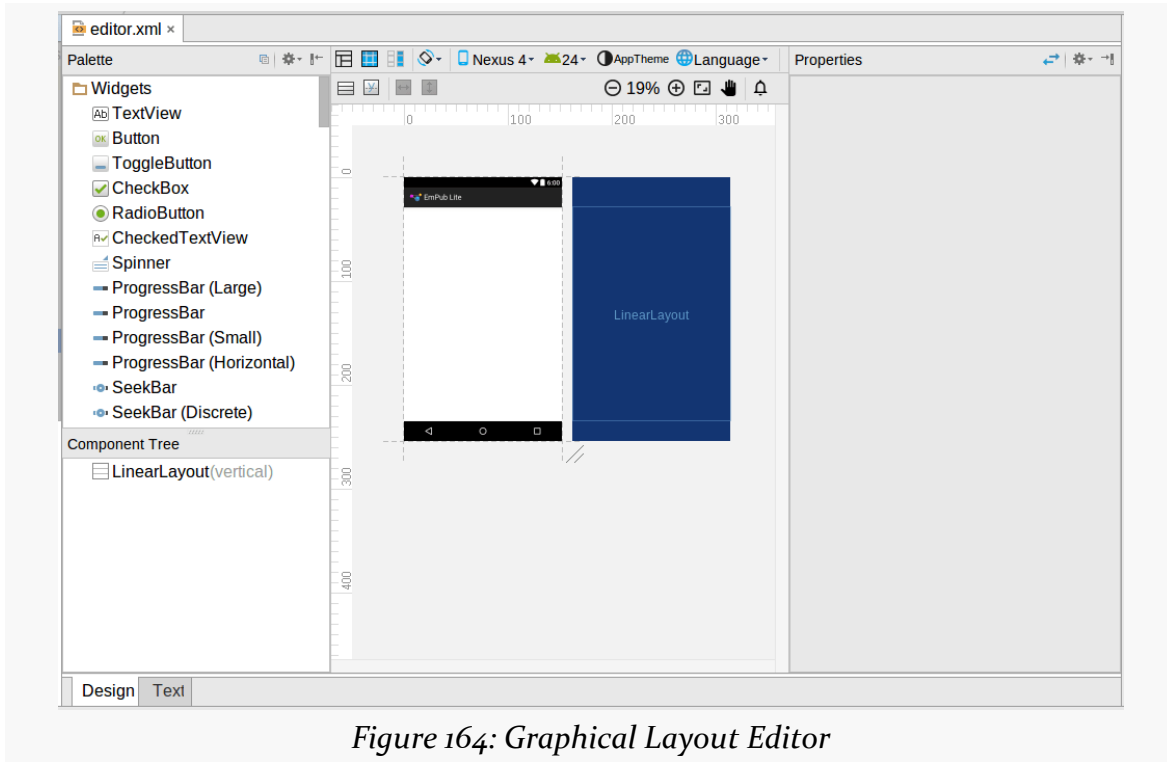 editor.xml ×
Palette
Nexus 4
24
AppTheme
Language
Properties
Widgets
19%
Ab TextView
OK Button
ToggleButton
CheckBox
RadioButton
CheckedTextView
Spinner
ProgressBar (Large)
ProgressBar
ProgressBar (Small)
ProgressBar (Horizontal)
SeekBar
SeekBar (Discrete)
0
100
200
300
0
100
200
300
400
6:00
EmPub Lite
LinearLayout
Component Tree
LinearLayout(vertical)
Design
Text
Figure 164: Graphical Layout Editor